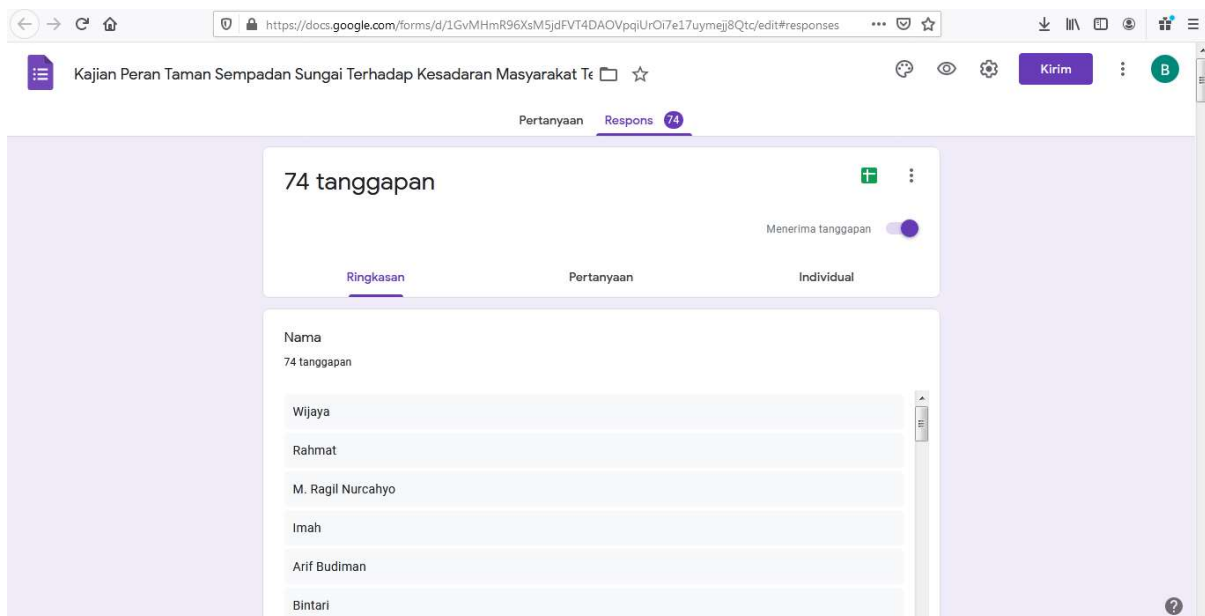 https://docs.google.com/forms/d/1GvMHmR96XsM5jdFVT4DAOVpqiUrOi7e17uymejj8Qtc/edit#responses
Kajian Peran Taman Sempadan Sungai Terhadap Kesadaran Masyarakat Te
Kirim
B
Pertanyaan Respons 74
74 tanggapan
Menerima tanggapan
Ringkasan Pertanyaan Individual
Nama
74 tanggapan
Wijaya
Rahmat
M. Ragil Nurcahyo
Imah
Arif Budiman
Bintari